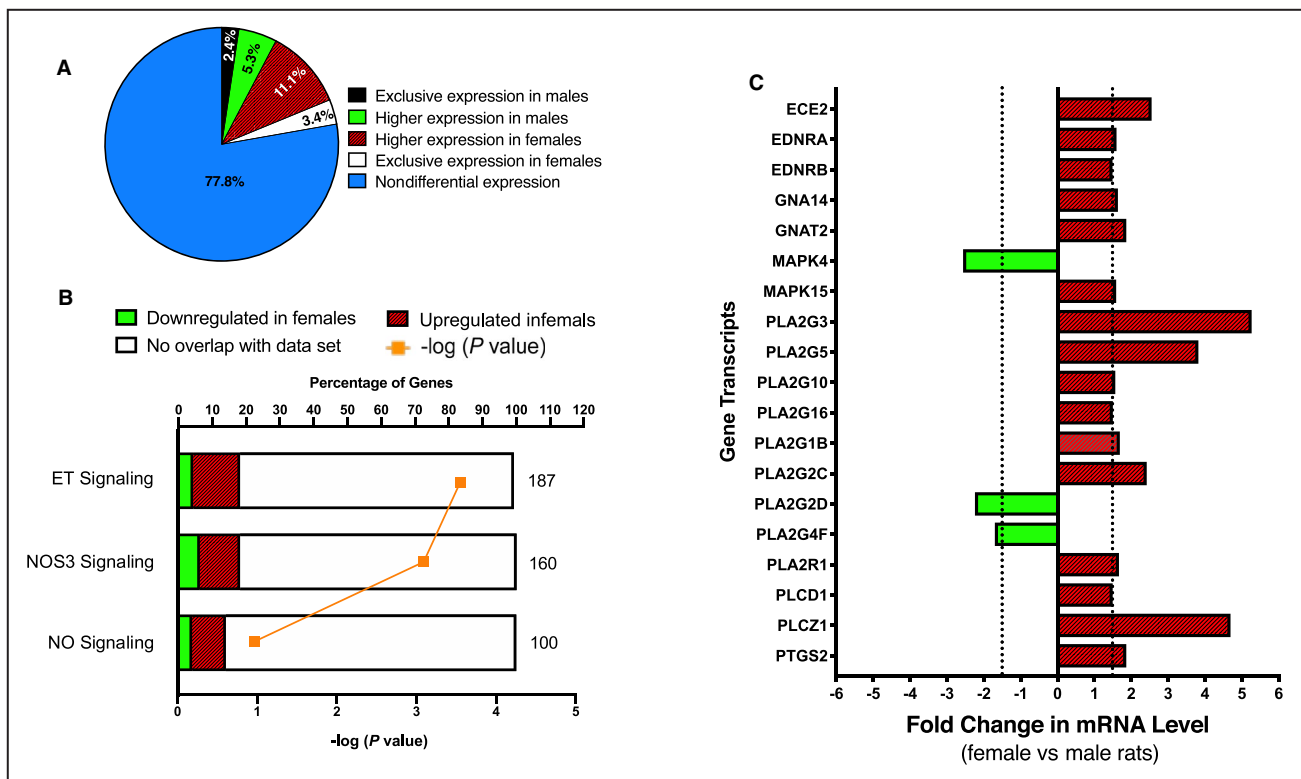 A
2.4%
5.3%
11.1%
3.4%
77.8%
Exclusive expression in males
Higher expression in males
Higher expression in females
Exclusive expression in females
Nondifferential expression
B
Downregulated in females
Upregulated infemals
No overlap with data set
-log (P value)
Percentage of Genes
0 10 20 30 40 50 60 70 80 90 100 110 120
ET Signaling
187
NOS3 Signaling
160
NO Signaling
100
0 1 2 3 4 5
-log (P value)
C
Gene Transcripts
ECE2
EDNRA
EDNRB
GNA14
GNAT2
MAPK4
MAPK15
PLA2G3
PLA2G5
PLA2G10
PLA2G16
PLA2G1B
PLA2G2C
PLA2G2D
PLA2G4F
PLA2R1
PLCD1
PLCZ1
PTGS2
-6 -5 -4 -3 -2 -1 0 1 2 3 4 5 6
Fold Change in mRNA Level
(female vs male rats)